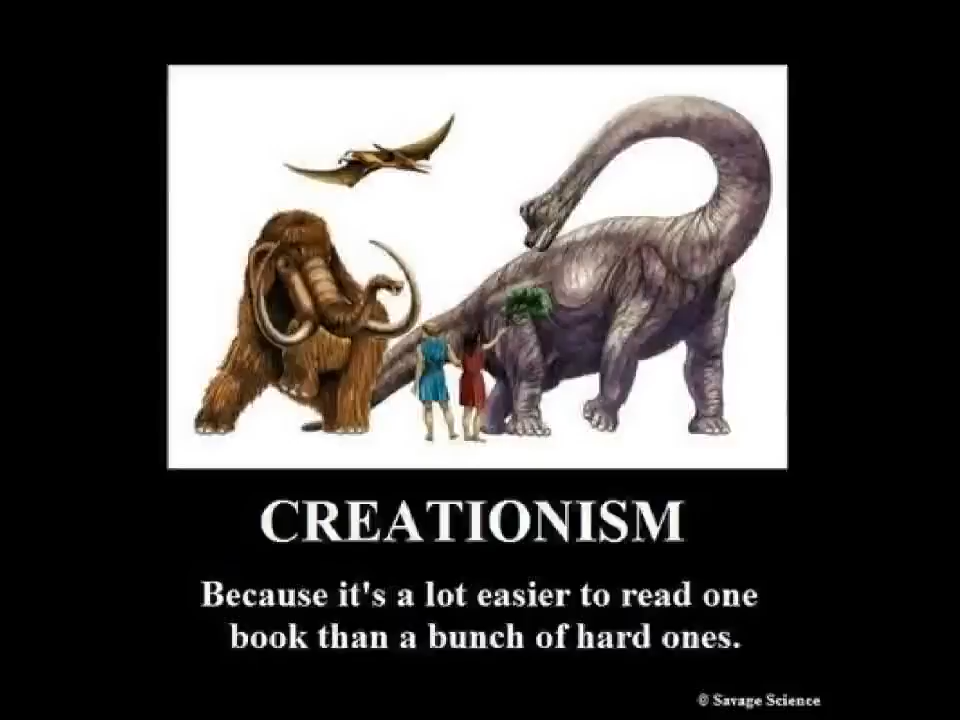 CREATIONISM
Because it's a lot easier to read one
book than a bunch of hard ones.
© Savage Science